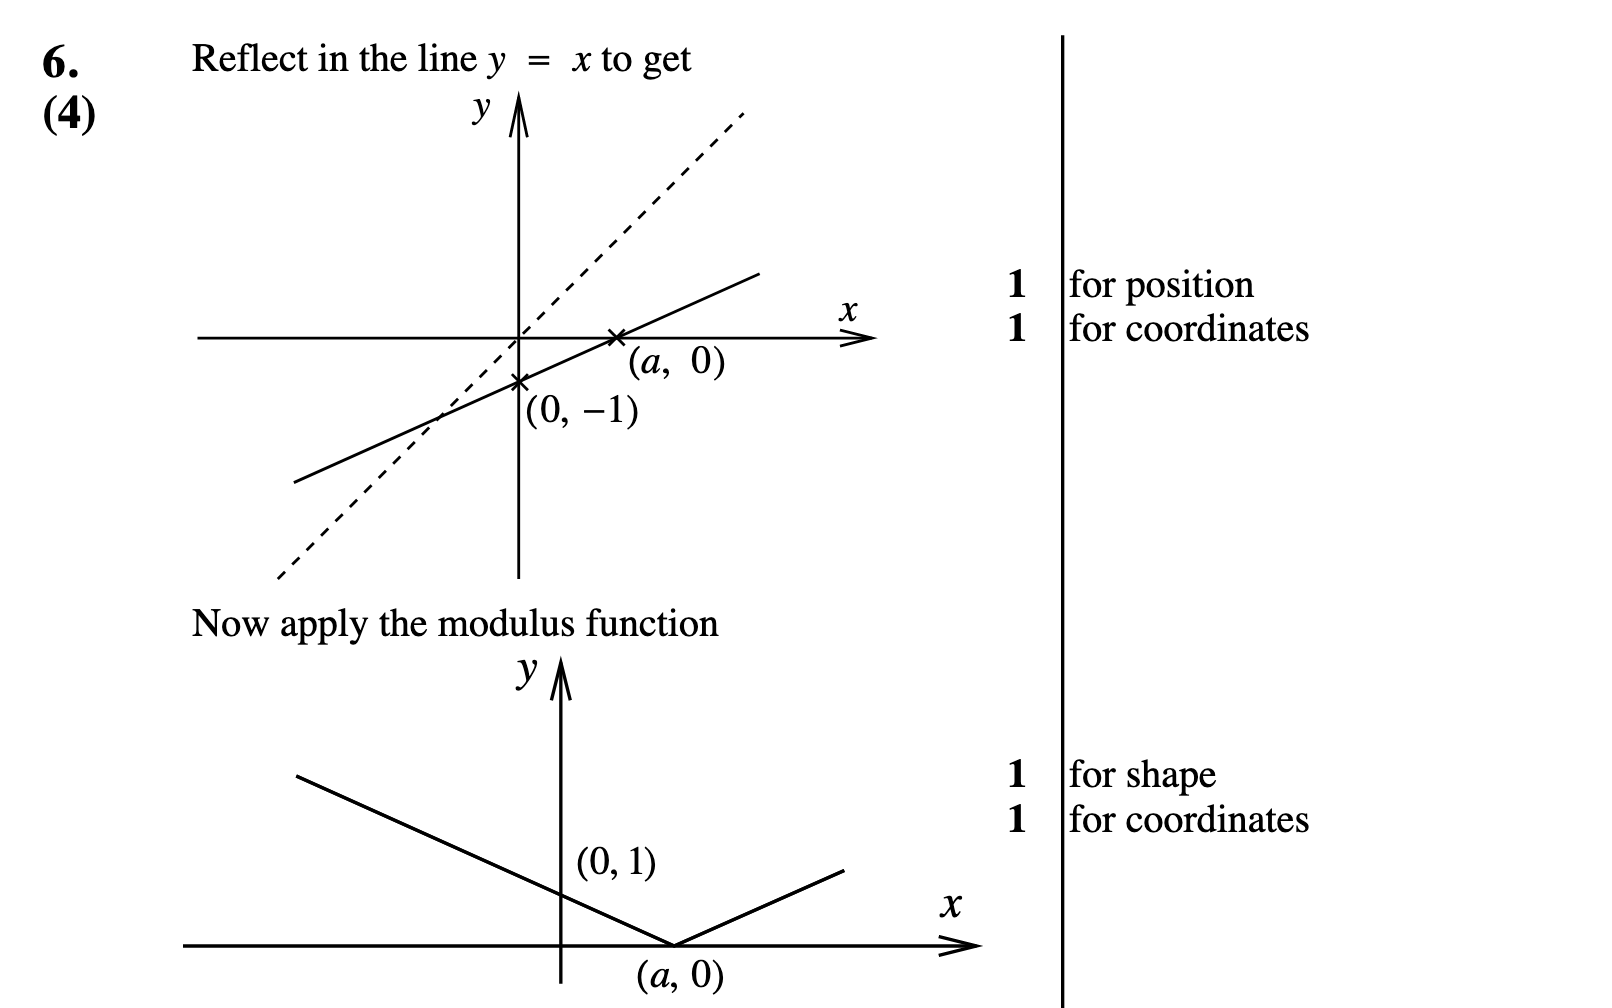 6.
(4)
Reflect in the line y = x to get
y
x
(a, 0)
(0, −1)
1 for position
1 for coordinates
Now apply the modulus function
y
(0, 1)
x
(a, 0)
1 for shape
1 for coordinates